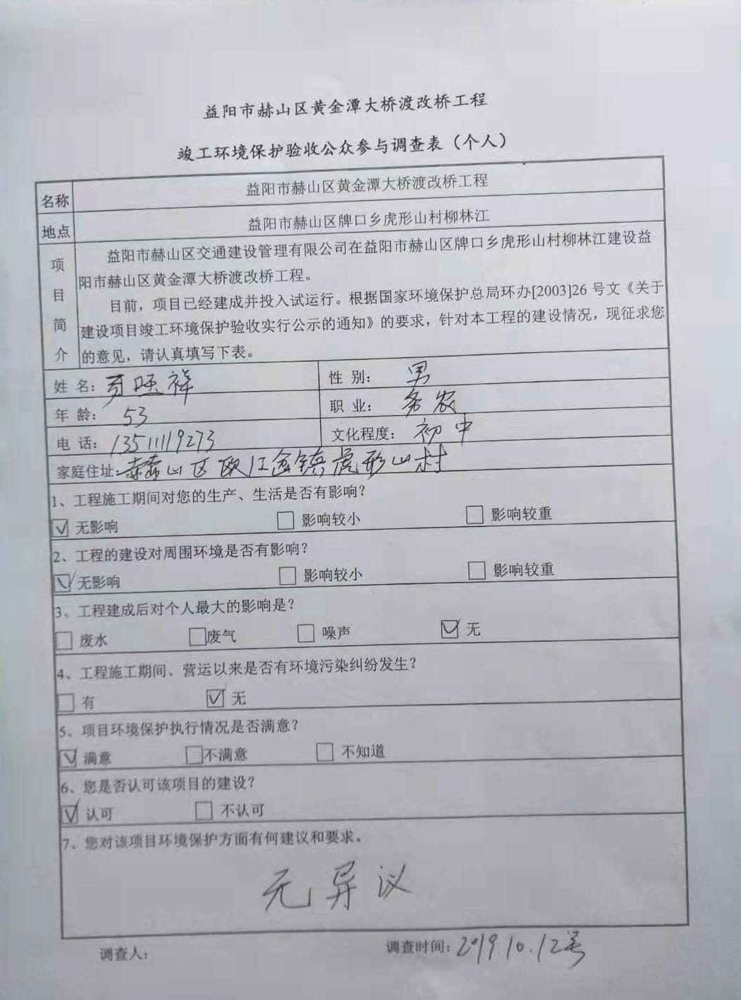 益阳市赫山区黄金潭大桥渡改桥工程
竣工环境保护验收公众参与调查表（个人）
名称 益阳市赫山区黄金潭大桥渡改桥工程
地点 益阳市赫山区牌口乡虎形山村柳林江
项目简介
益阳市赫山区交通建设管理有限公司在益阳市赫山区牌口乡虎形山村柳林江建设益
阳市赫山区黄金潭大桥渡改桥工程。
目前，项目已经建成并投入试运行。根据国家环境保护总局环办[2003]26 号文《关于
建设项目竣工环境保护验收实行公示的通知》的要求，针对本工程的建设情况，现征求您
的意见，请认真填写下表。
姓 名： 祥 性 别： 男
年 龄： 53 职 业： 务农
电 话： 13511119273 文化程度： 初中
家庭住址： 赫山区欧江岔镇虎形山村
1、工程施工期间对您的生产、生活是否有影响？
☑ 无影响 □ 影响较小 □ 影响较重
2、工程的建设对周围环境是否有影响？
☑ 无影响 □ 影响较小 □ 影响较重
3、工程建成后对个人最大的影响是？
□ 废水 □废气 □ 噪声 ☑ 无
4、工程施工期间、营运以来是否有环境污染纠纷发生？
□ 有 ☑ 无
5、项目环境保护执行情况是否满意？
☑ 满意 □不满意 □ 不知道
6、您是否认可该项目的建设？
☑ 认可 □ 不认可
7、您对该项目环境保护方面有何建议和要求。
无异议
调查人： 调查时间：2019.10.12号